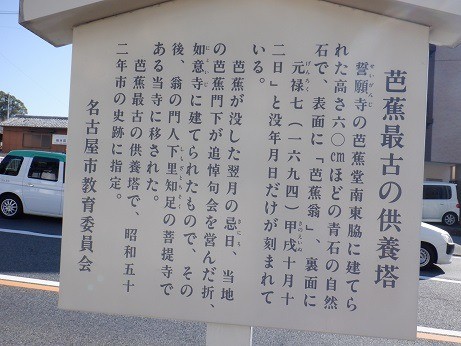 芭蕉最古の供養塔
誓願寺の芭蕉堂南東脇に建てら
れた高さ六〇cmほどの青石の自然
石で、表面に「芭蕉翁」、裏面に
元禄七(一六九四)甲戌十月十
二日」と没年月日だけが刻まれて
いる。
芭蕉が没した翌月の忌日、当地
の芭蕉門下が追悼句会を営んだ折、
如意寺に建てられたもので、その
後、翁の門人下里知足の菩提寺で
ある当寺に移された。
芭蕉最古の供養塔で、昭和五十
二年市の史跡に指定。
名古屋市教育委員会